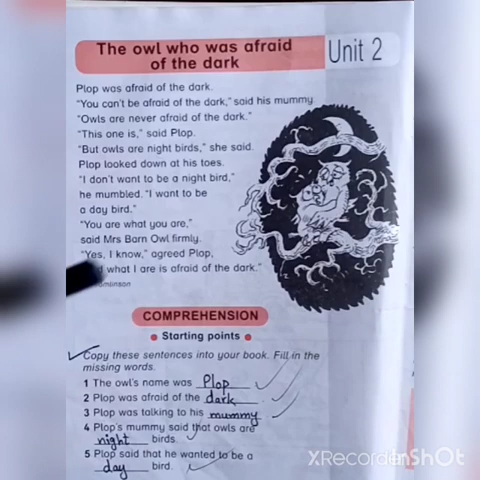 The owl who was afraid
of the dark
Unit 2
Plop was afraid of the dark.
"You can't be afraid of the dark," said his mummy.
"Owls are never afraid of the dark."
"This one is," said Plop.
"But owls are night birds," she said.
Plop looked down at his toes.
"I don't want to be a night bird,"
he mumbled. "I want to be
a day bird."
"You are what you are,"
said Mrs Barn Owl firmly.
"Yes, I know," agreed Plop,
what I are is afraid of the dark."
COMPREHENSION
Starting points
Copy these sentences into your book. Fill in the
missing words.
1 The owl's name was Plop
2 Plop was afraid of the dark.
3 Plop was talking to his mummy
4 Plop's mummy said that owls are
night birds.
5 Plop said that he wanted to be a
day bird.